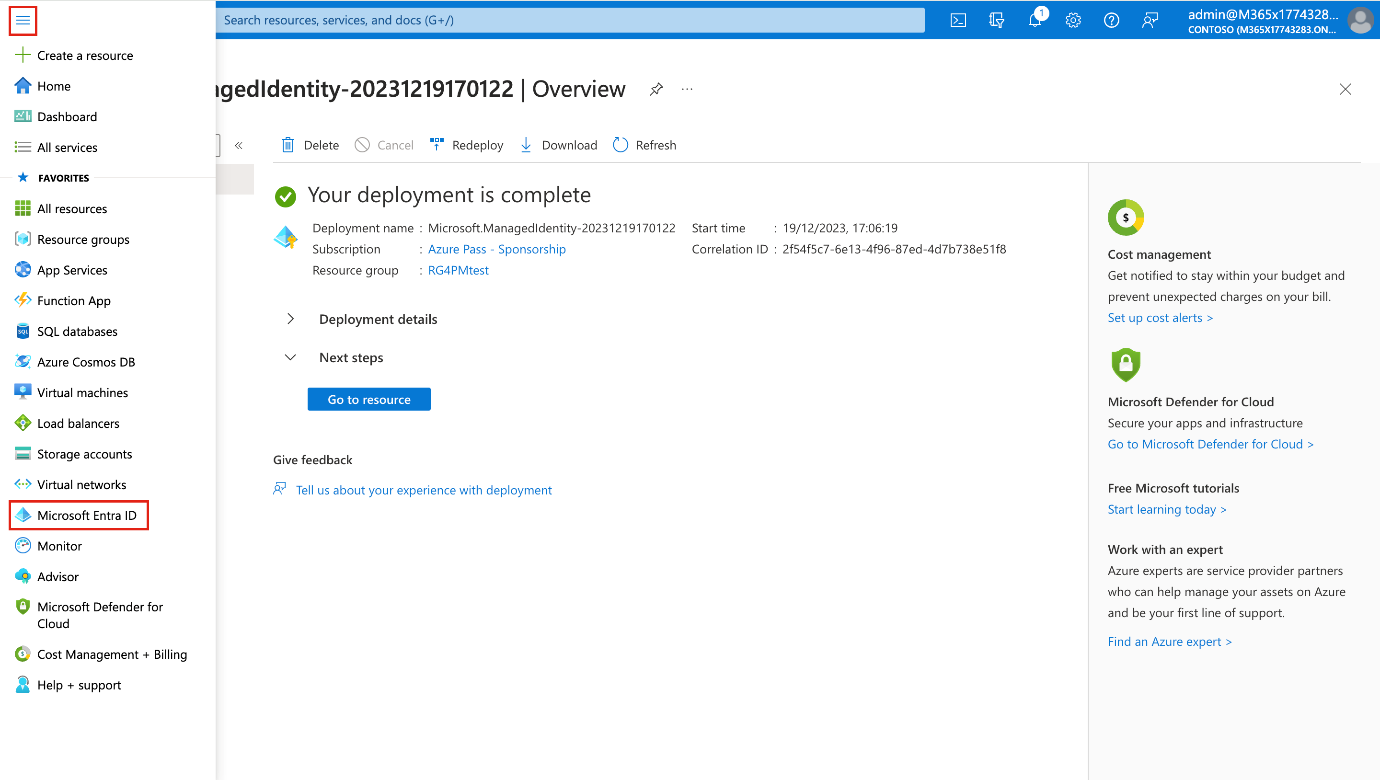 Search resources, services, and docs (G+/)
1
admin@M365x1774328...
CONTOSO (M365X17743283.ON...
Create a resource
Home
Dashboard
All services
FAVORITES
All resources
Resource groups
App Services
Function App
SQL databases
Azure Cosmos DB
Virtual machines
Load balancers
Storage accounts
Virtual networks
Microsoft Entra ID
Monitor
Advisor
Microsoft Defender for
Cloud
Cost Management + Billing
Help + support
agedIdentity-20231219170122 | Overview
Delete
Cancel
Redeploy
Download
Refresh
Your deployment is complete
Deployment name : Microsoft.ManagedIdentity-20231219170122
Subscription : Azure Pass - Sponsorship
Resource group : RG4PMtest
Start time : 19/12/2023, 17:06:19
Correlation ID : 2f54f5c7-6e13-4f96-87ed-4d7b738e51f8
Deployment details
Next steps
Go to resource
Give feedback
Tell us about your experience with deployment
Cost management
Get notified to stay within your budget and
prevent unexpected charges on your bill.
Set up cost alerts >
Microsoft Defender for Cloud
Secure your apps and infrastructure
Go to Microsoft Defender for Cloud >
Free Microsoft tutorials
Start learning today >
Work with an expert
Azure experts are service provider partners
who can help manage your assets on Azure
and be your first line of support.
Find an Azure expert >